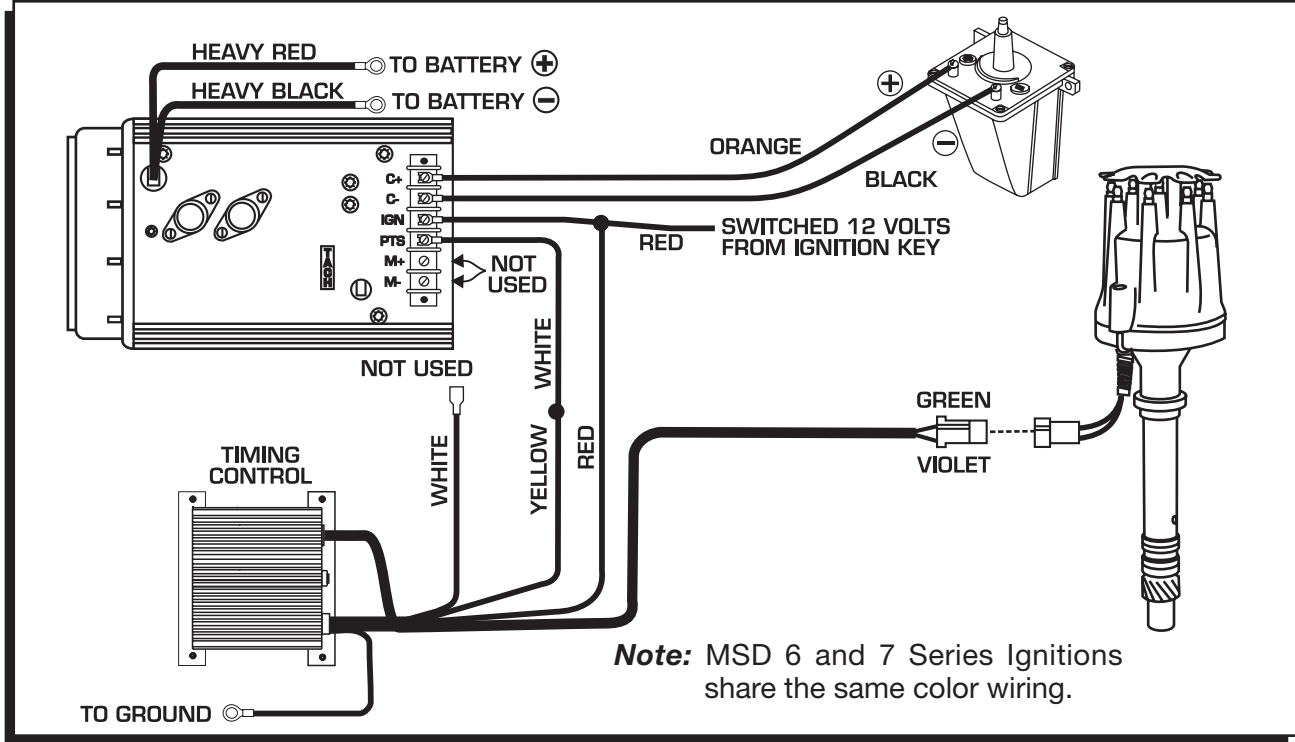 HEAVY RED
TO BATTERY +
HEAVY BLACK
TO BATTERY −
+
ORANGE
−
BLACK
C+
C-
IGN
PTS
M+
M-
TACH
NOT
USED
RED
SWITCHED 12 VOLTS
FROM IGNITION KEY
NOT USED
WHITE
WHITE
YELLOW
RED
GREEN
VIOLET
TIMING
CONTROL
TO GROUND
Note: MSD 6 and 7 Series Ignitions
share the same color wiring.